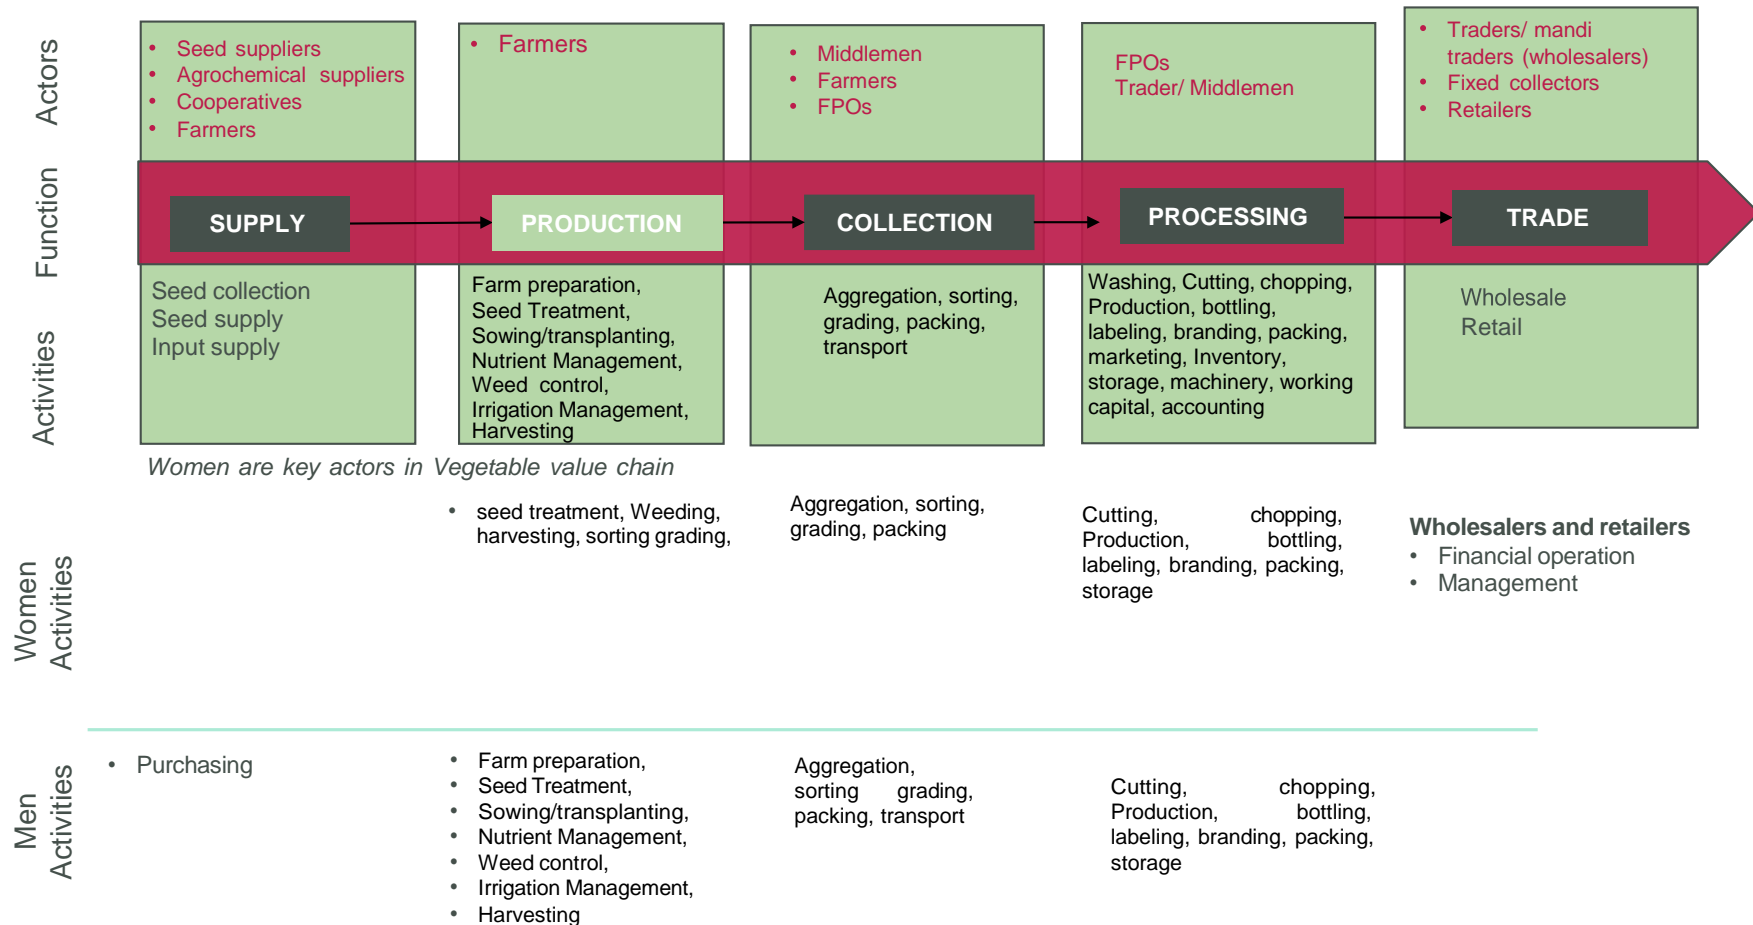 Actors
• Seed suppliers
• Agrochemical suppliers
• Cooperatives
• Farmers
• Farmers
• Middlemen
• Farmers
• FPOs
FPOs
Trader/ Middlemen
• Traders/ mandi
traders (wholesalers)
• Fixed collectors
• Retailers
Function
SUPPLY
PRODUCTION
COLLECTION
PROCESSING
TRADE
Activities
Seed collection
Seed supply
Input supply
Farm preparation,
Seed Treatment,
Sowing/transplanting,
Nutrient Management,
Weed control,
Irrigation Management,
Harvesting
Aggregation, sorting,
grading, packing,
transport
Washing, Cutting, chopping,
Production, bottling,
labeling, branding, packing,
marketing, Inventory,
storage, machinery, working
capital, accounting
Wholesale
Retail
Women are key actors in Vegetable value chain
Women
Activities
• seed treatment, Weeding,
harvesting, sorting grading,
Aggregation, sorting,
grading, packing
Cutting, chopping,
Production, bottling,
labeling, branding, packing,
storage
Wholesalers and retailers
• Financial operation
• Management
Men
Activities
• Purchasing
• Farm preparation,
• Seed Treatment,
• Sowing/transplanting,
• Nutrient Management,
• Weed control,
• Irrigation Management,
• Harvesting
Aggregation,
sorting grading,
packing, transport
Cutting, chopping,
Production, bottling,
labeling, branding, packing,
storage